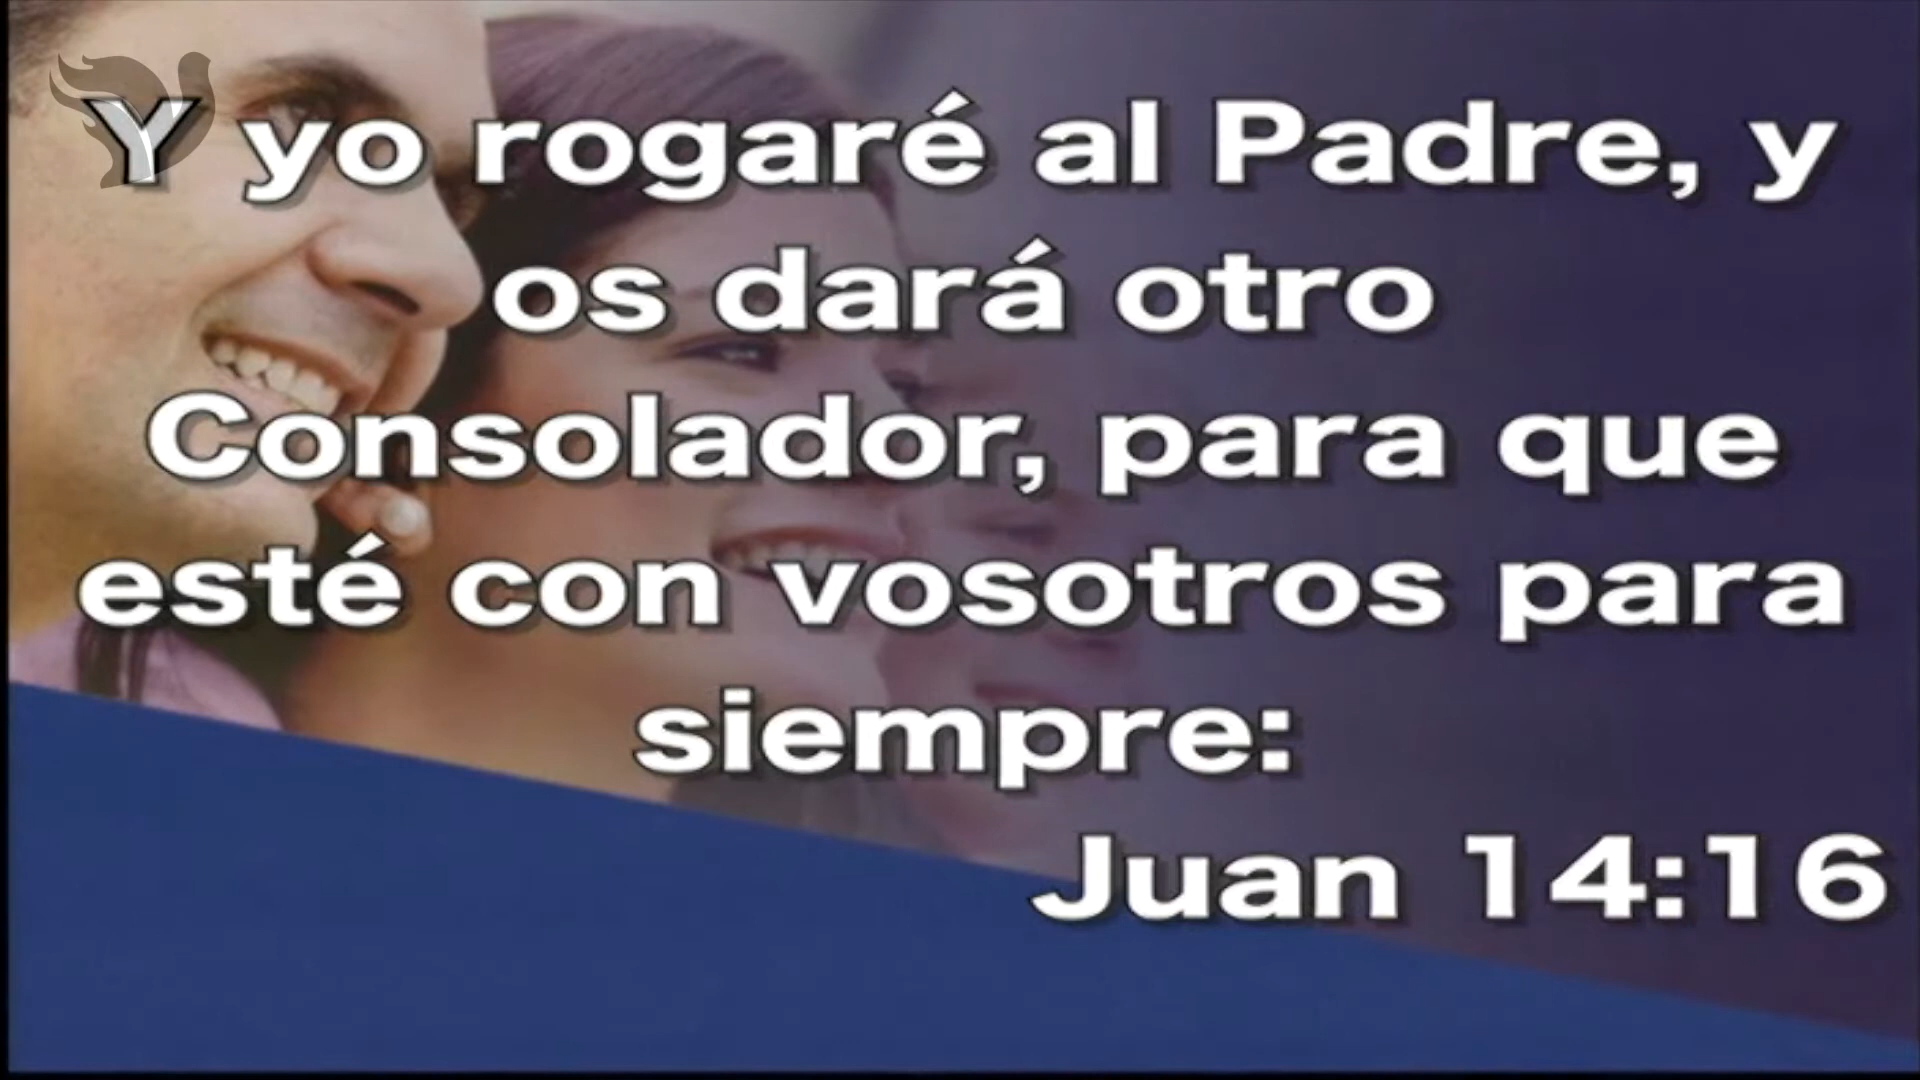 Y yo rogaré al Padre, y
os dará otro
Consolador, para que
esté con vosotros para
siempre:
Juan 14:16